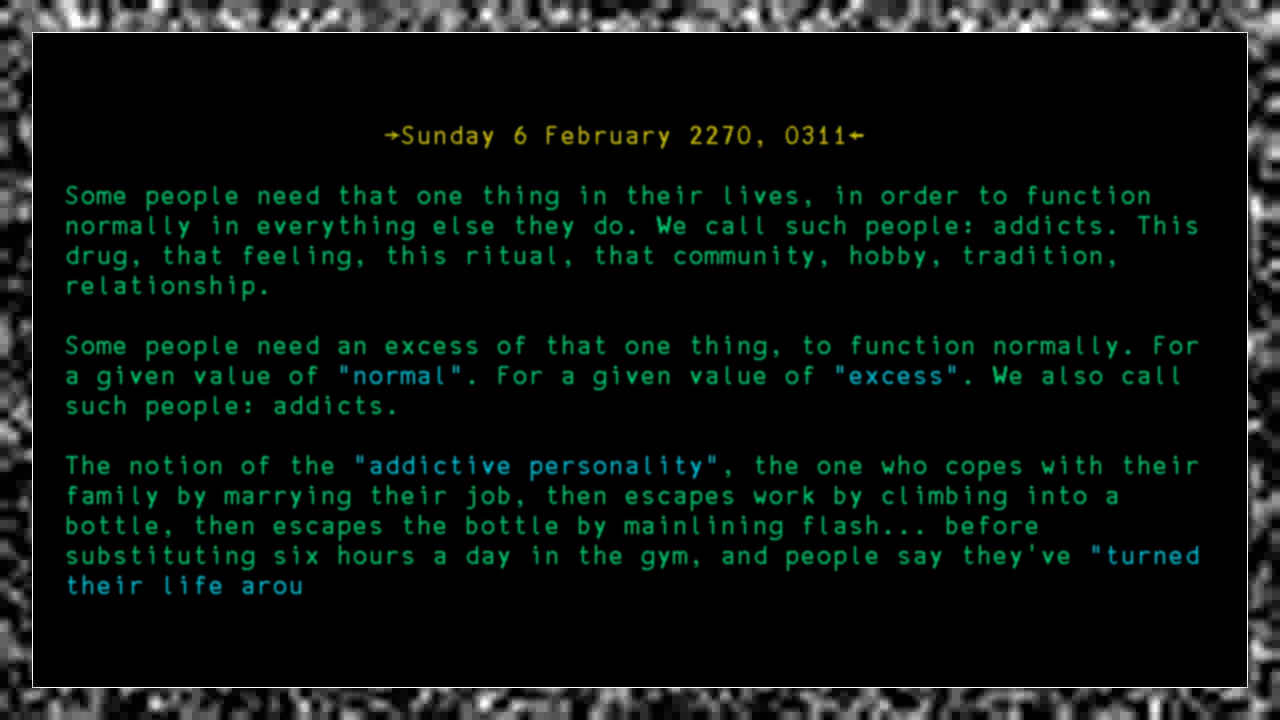 →Sunday 6 February 2270, 0311←
Some people need that one thing in their lives, in order to function
normally in everything else they do. We call such people: addicts. This
drug, that feeling, this ritual, that community, hobby, tradition,
relationship.
Some people need an excess of that one thing, to function normally. For
a given value of "normal". For a given value of "excess". We also call
such people: addicts.
The notion of the "addictive personality", the one who copes with their
family by marrying their job, then escapes work by climbing into a
bottle, then escapes the bottle by mainlining flash... before
substituting six hours a day in the gym, and people say they've "turned
their life arou